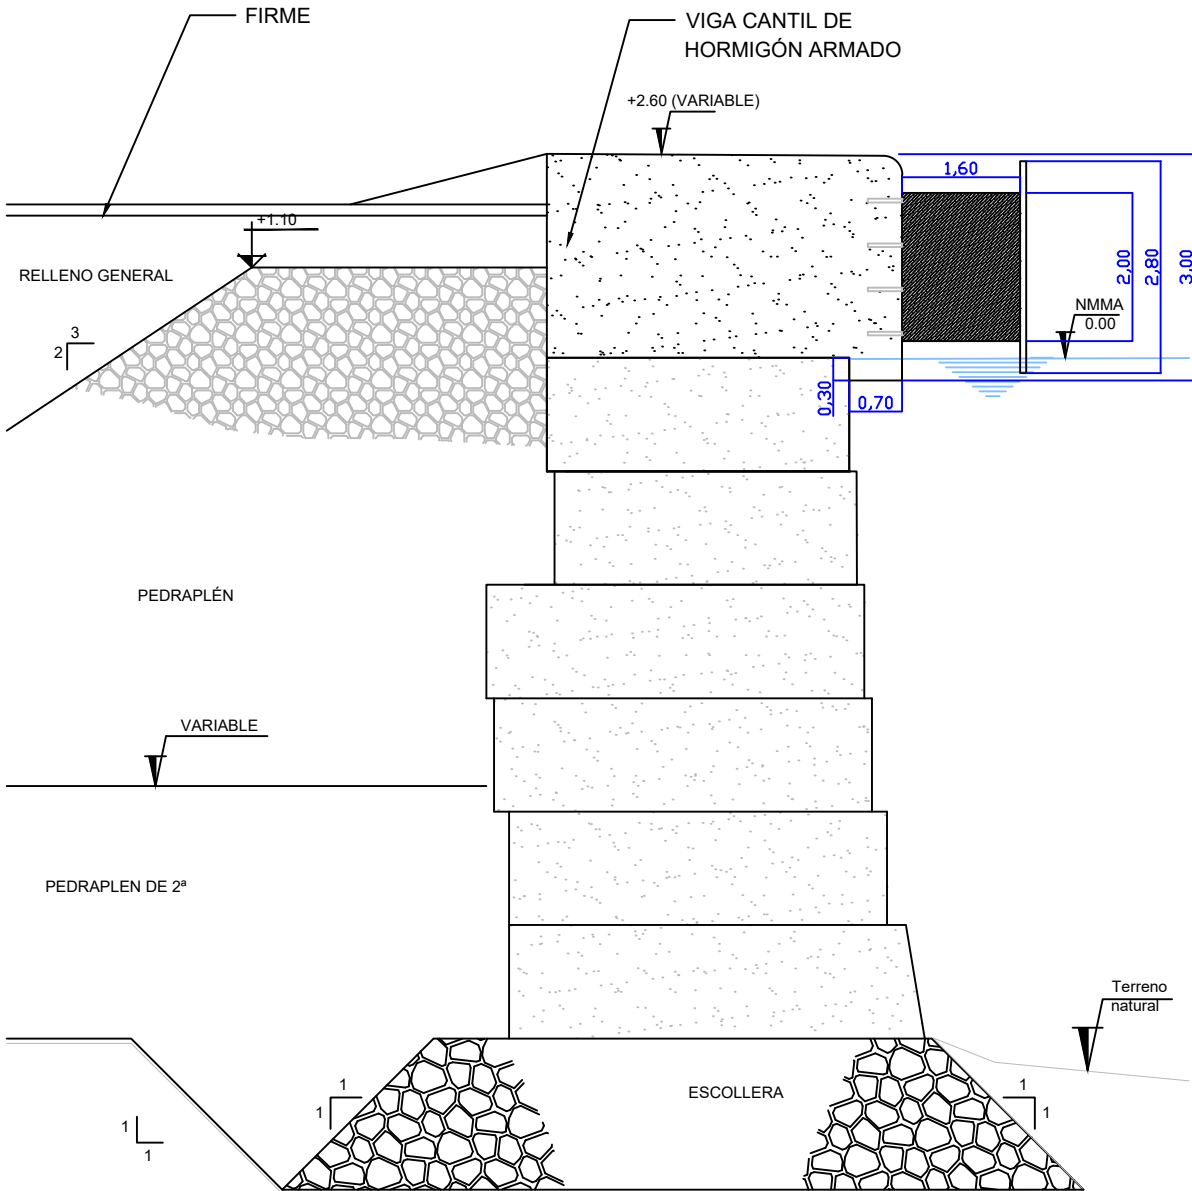 FIRME
VIGA CANTIL DE
HORMIGÓN ARMADO
+2.60 (VARIABLE)
1,60
+1.10
RELLENO GENERAL
2,00
2,80
3,00
NMMA
0.00
3
2
0,30
0,70
PEDRAPLÉN
VARIABLE
PEDRAPLEN DE 2ª
Terreno
natural
ESCOLLERA
1
1
1
1
1
1